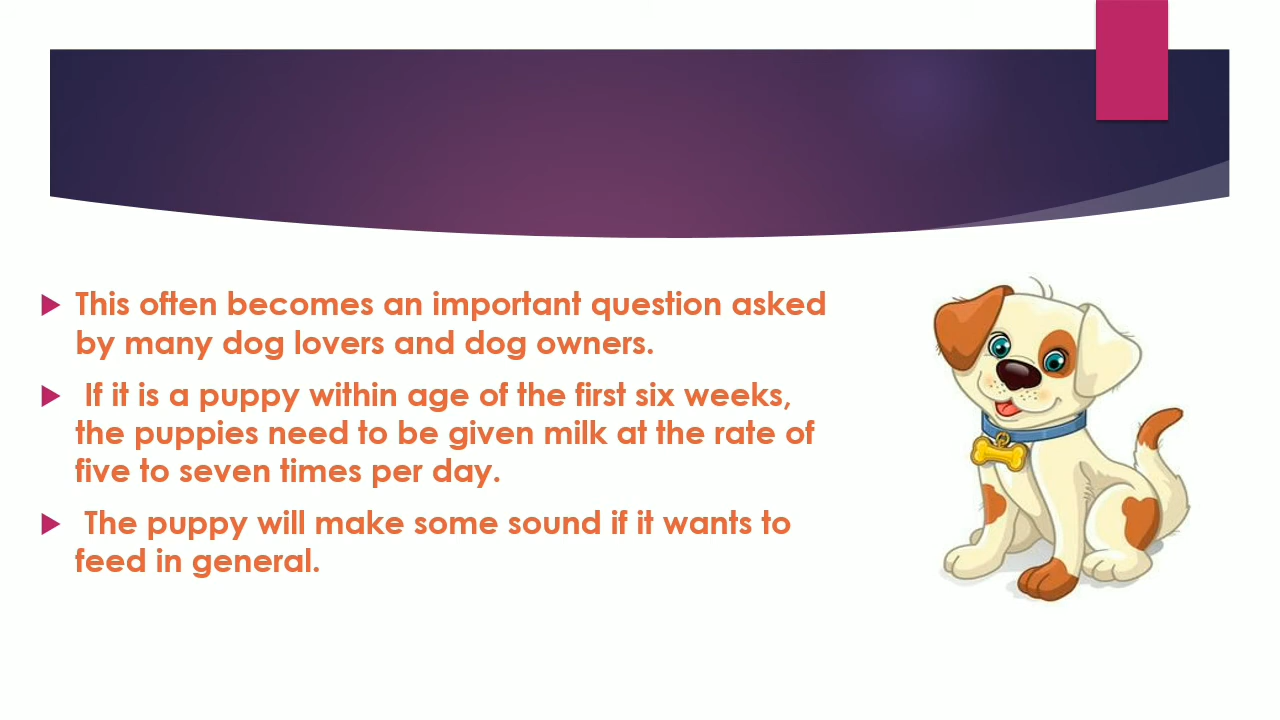 This often becomes an important question asked
by many dog lovers and dog owners.
If it is a puppy within age of the first six weeks,
the puppies need to be given milk at the rate of
five to seven times per day.
The puppy will make some sound if it wants to
feed in general.